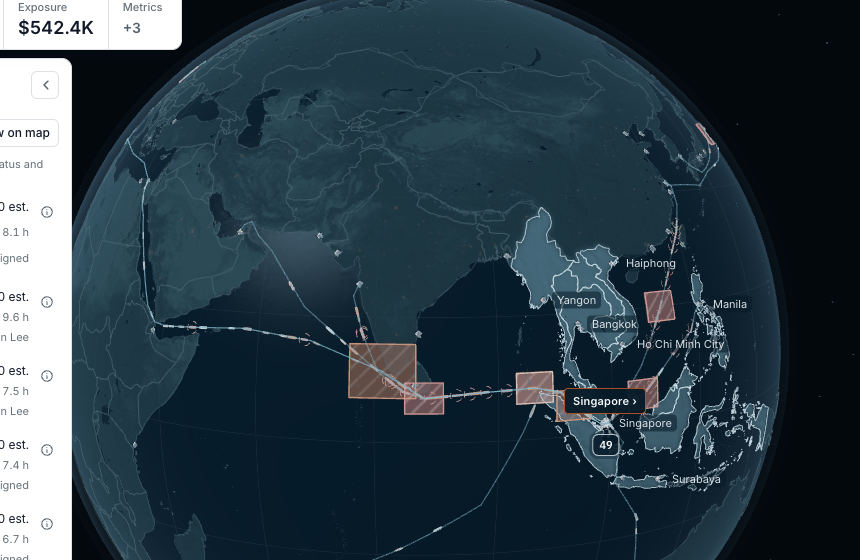 Exposure
Metrics
$542.4K
+3
w on map
atus and
0 est.
8.1 h
igned
0 est.
9.6 h
n Lee
0 est.
7.5 h
n Lee
0 est.
7.4 h
igned
0 est.
6.7 h
igned
Haiphong
Yangon
Manila
Bangkok
Ho Chi Minh City
Singapore ›
Singapore
49
Surabaya